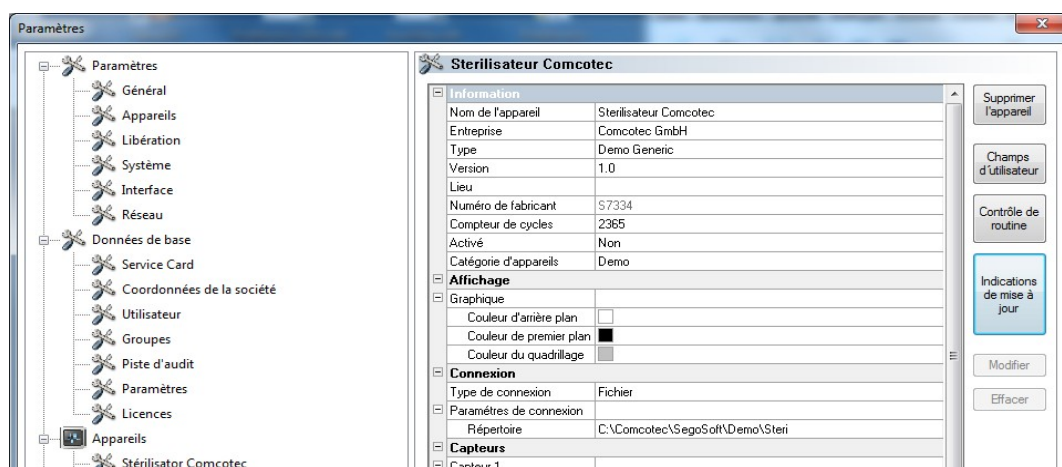 Paramètres
Paramètres
Général
Appareils
Libération
Système
Interface
Réseau
Données de base
Service Card
Coordonnées de la société
Utilisateur
Groupes
Piste d'audit
Paramètres
Licences
Appareils
Stérilisator Comcotec
Sterilisateur Comcotec
Information
Nom de l'appareil Sterilisateur Comcotec
Entreprise Comcotec GmbH
Type Demo Generic
Version 1.0
Lieu
Numéro de fabricant S7334
Compteur de cycles 2365
Activé Non
Catégorie d'appareils Demo
Affichage
Graphique
Couleur d'arrière plan
Couleur de premier plan
Couleur du quadrillage
Connexion
Type de connexion Fichier
Paramétres de connexion
Répertoire C:\Comcotec\SegoSoft\Demo\Steri
Capteurs
Capteur 1
Supprimer
l'appareil
Champs
d´utilisateur
Contrôle de
routine
Indications
de mise à
jour
Modifier
Effacer